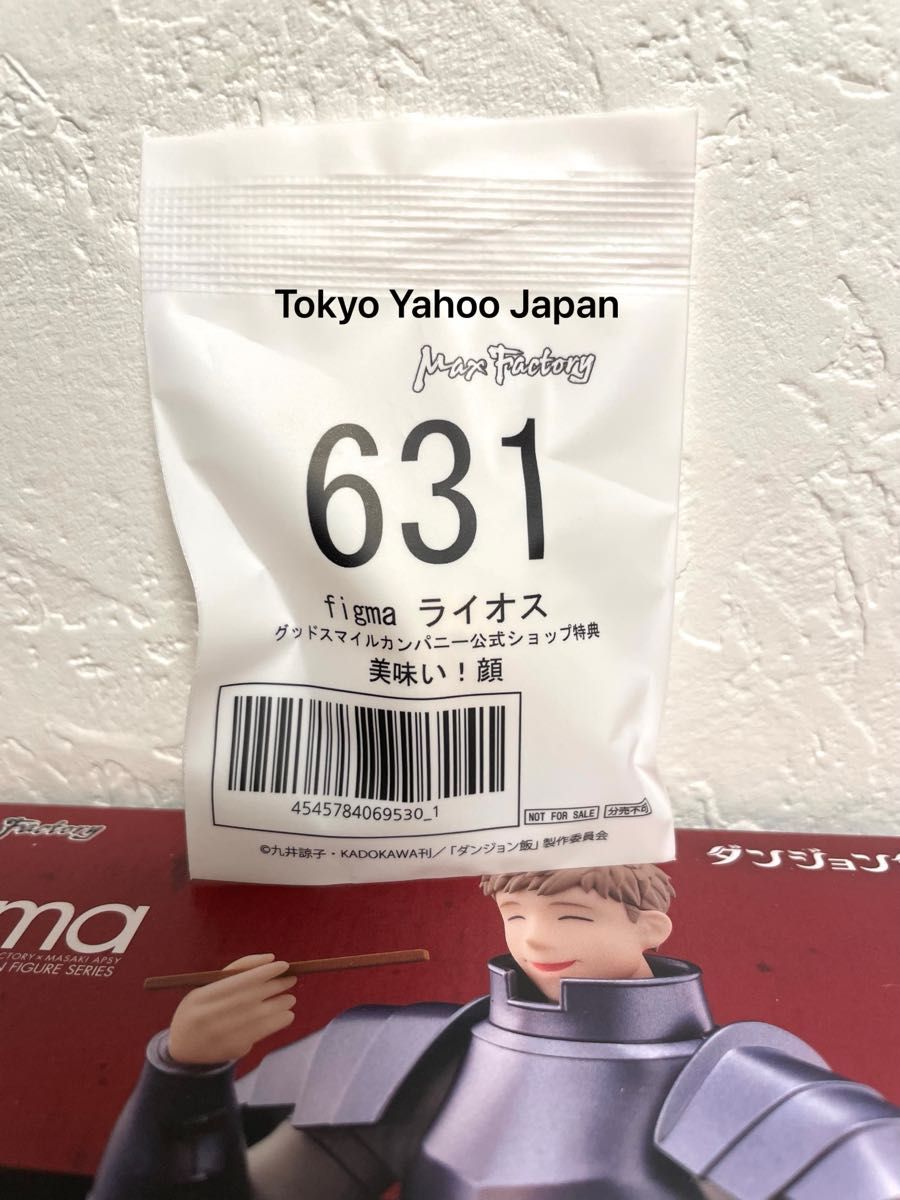 Tokyo Yahoo Japan
Max Factory
631
figma ライオス
グッドスマイルカンパニー公式ショップ特典
美味い！顔
4545784069530_1
NOT FOR SALE 分売不可
©九井諒子・KADOKAWA刊／「ダンジョン飯」製作委員会
Factory
ダンジョン
ma
CTORY×MASAKI APSY
N FIGURE SERIES